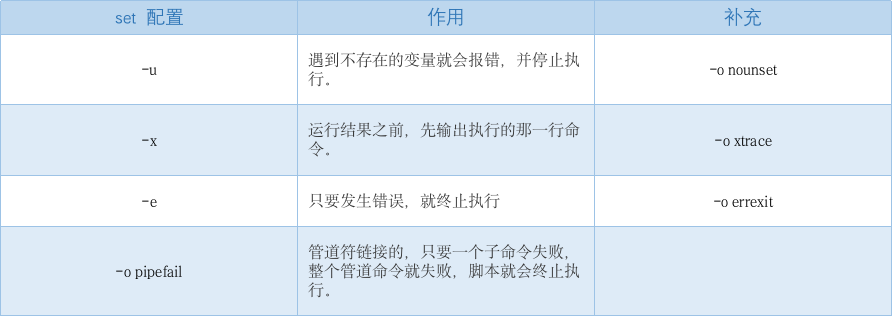 set 配置 作用 补充
-u 遇到不存在的变量就会报错，并停止执
行。 -o nounset
-x 运行结果之前，先输出执行的那一行命
令。 -o xtrace
-e 只要发生错误，就终止执行 -o errexit
-o pipefail 管道符链接的，只要一个子命令失败，
整个管道命令就失败，脚本就会终止执
行。